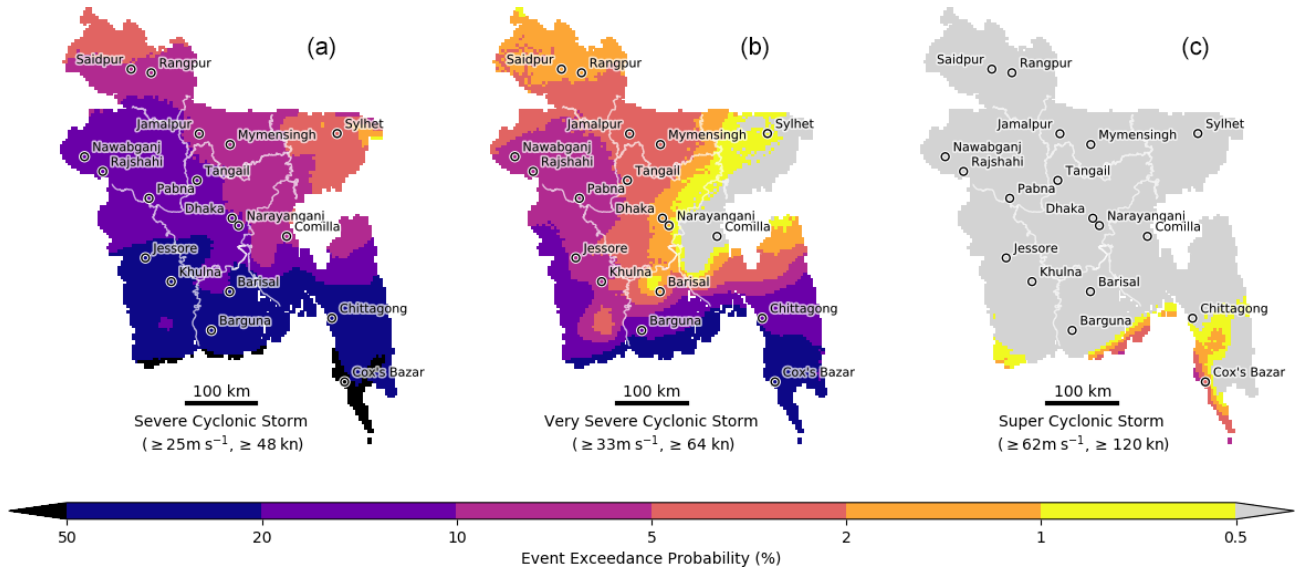 (a)
Saidpur
Rangpur
Jamalpur
Mymensingh
Sylhet
Nawabganj
Rajshahi
Tangail
Pabna
Dhaka
Narayanganj
Comilla
Jessore
Khulna
Barisal
Chittagong
Barguna
Cox's Bazar
100 km
Severe Cyclonic Storm
(≥25m s⁻¹, ≥ 48 kn)
(b)
Saidpur
Rangpur
Jamalpur
Mymensingh
Sylhet
Nawabganj
Rajshahi
Tangail
Pabna
Dhaka
Narayanganj
Comilla
Jessore
Khulna
Barisal
Chittagong
Barguna
Cox's Bazar
100 km
Very Severe Cyclonic Storm
(≥33m s⁻¹, ≥ 64 kn)
(c)
Saidpur
Rangpur
Jamalpur
Mymensingh
Sylhet
Nawabganj
Rajshahi
Tangail
Pabna
Dhaka
Narayanganj
Comilla
Jessore
Khulna
Barisal
Chittagong
Barguna
Cox's Bazar
100 km
Super Cyclonic Storm
(≥62m s⁻¹, ≥ 120 kn)
50 20 10 5 2 1 0.5
Event Exceedance Probability (%)